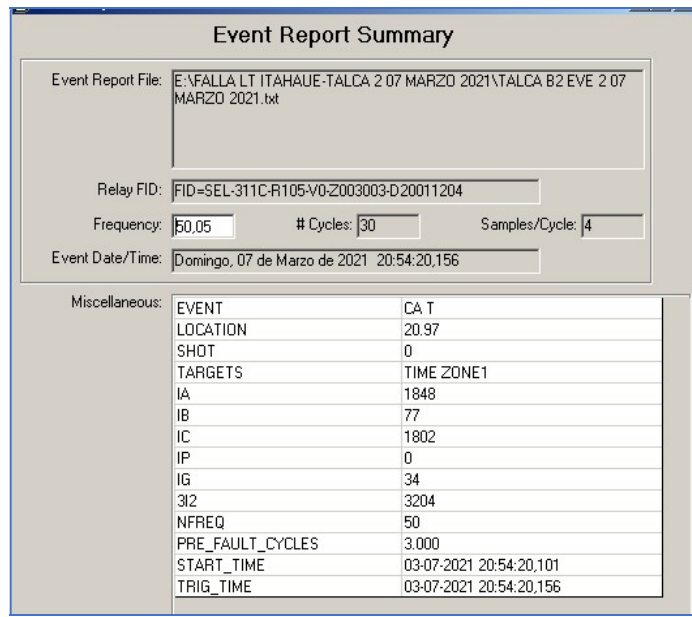 Event Report Summary
Event Report File: E:\FALLA LT ITAHAUE-TALCA 2 07 MARZO 2021\TALCA B2 EVE 2 07
MARZO 2021.txt
Relay FID: FID=SEL-311C-R105-V0-Z003003-D20011204
Frequency: 50,05 # Cycles: 30 Samples/Cycle: 4
Event Date/Time: Domingo, 07 de Marzo de 2021 20:54:20,156
Miscellaneous:
EVENT CA T
LOCATION 20.97
SHOT 0
TARGETS TIME ZONE1
IA 1848
IB 77
IC 1802
IP 0
IG 34
3I2 3204
NFREQ 50
PRE_FAULT_CYCLES 3.000
START_TIME 03-07-2021 20:54:20,101
TRIG_TIME 03-07-2021 20:54:20,156